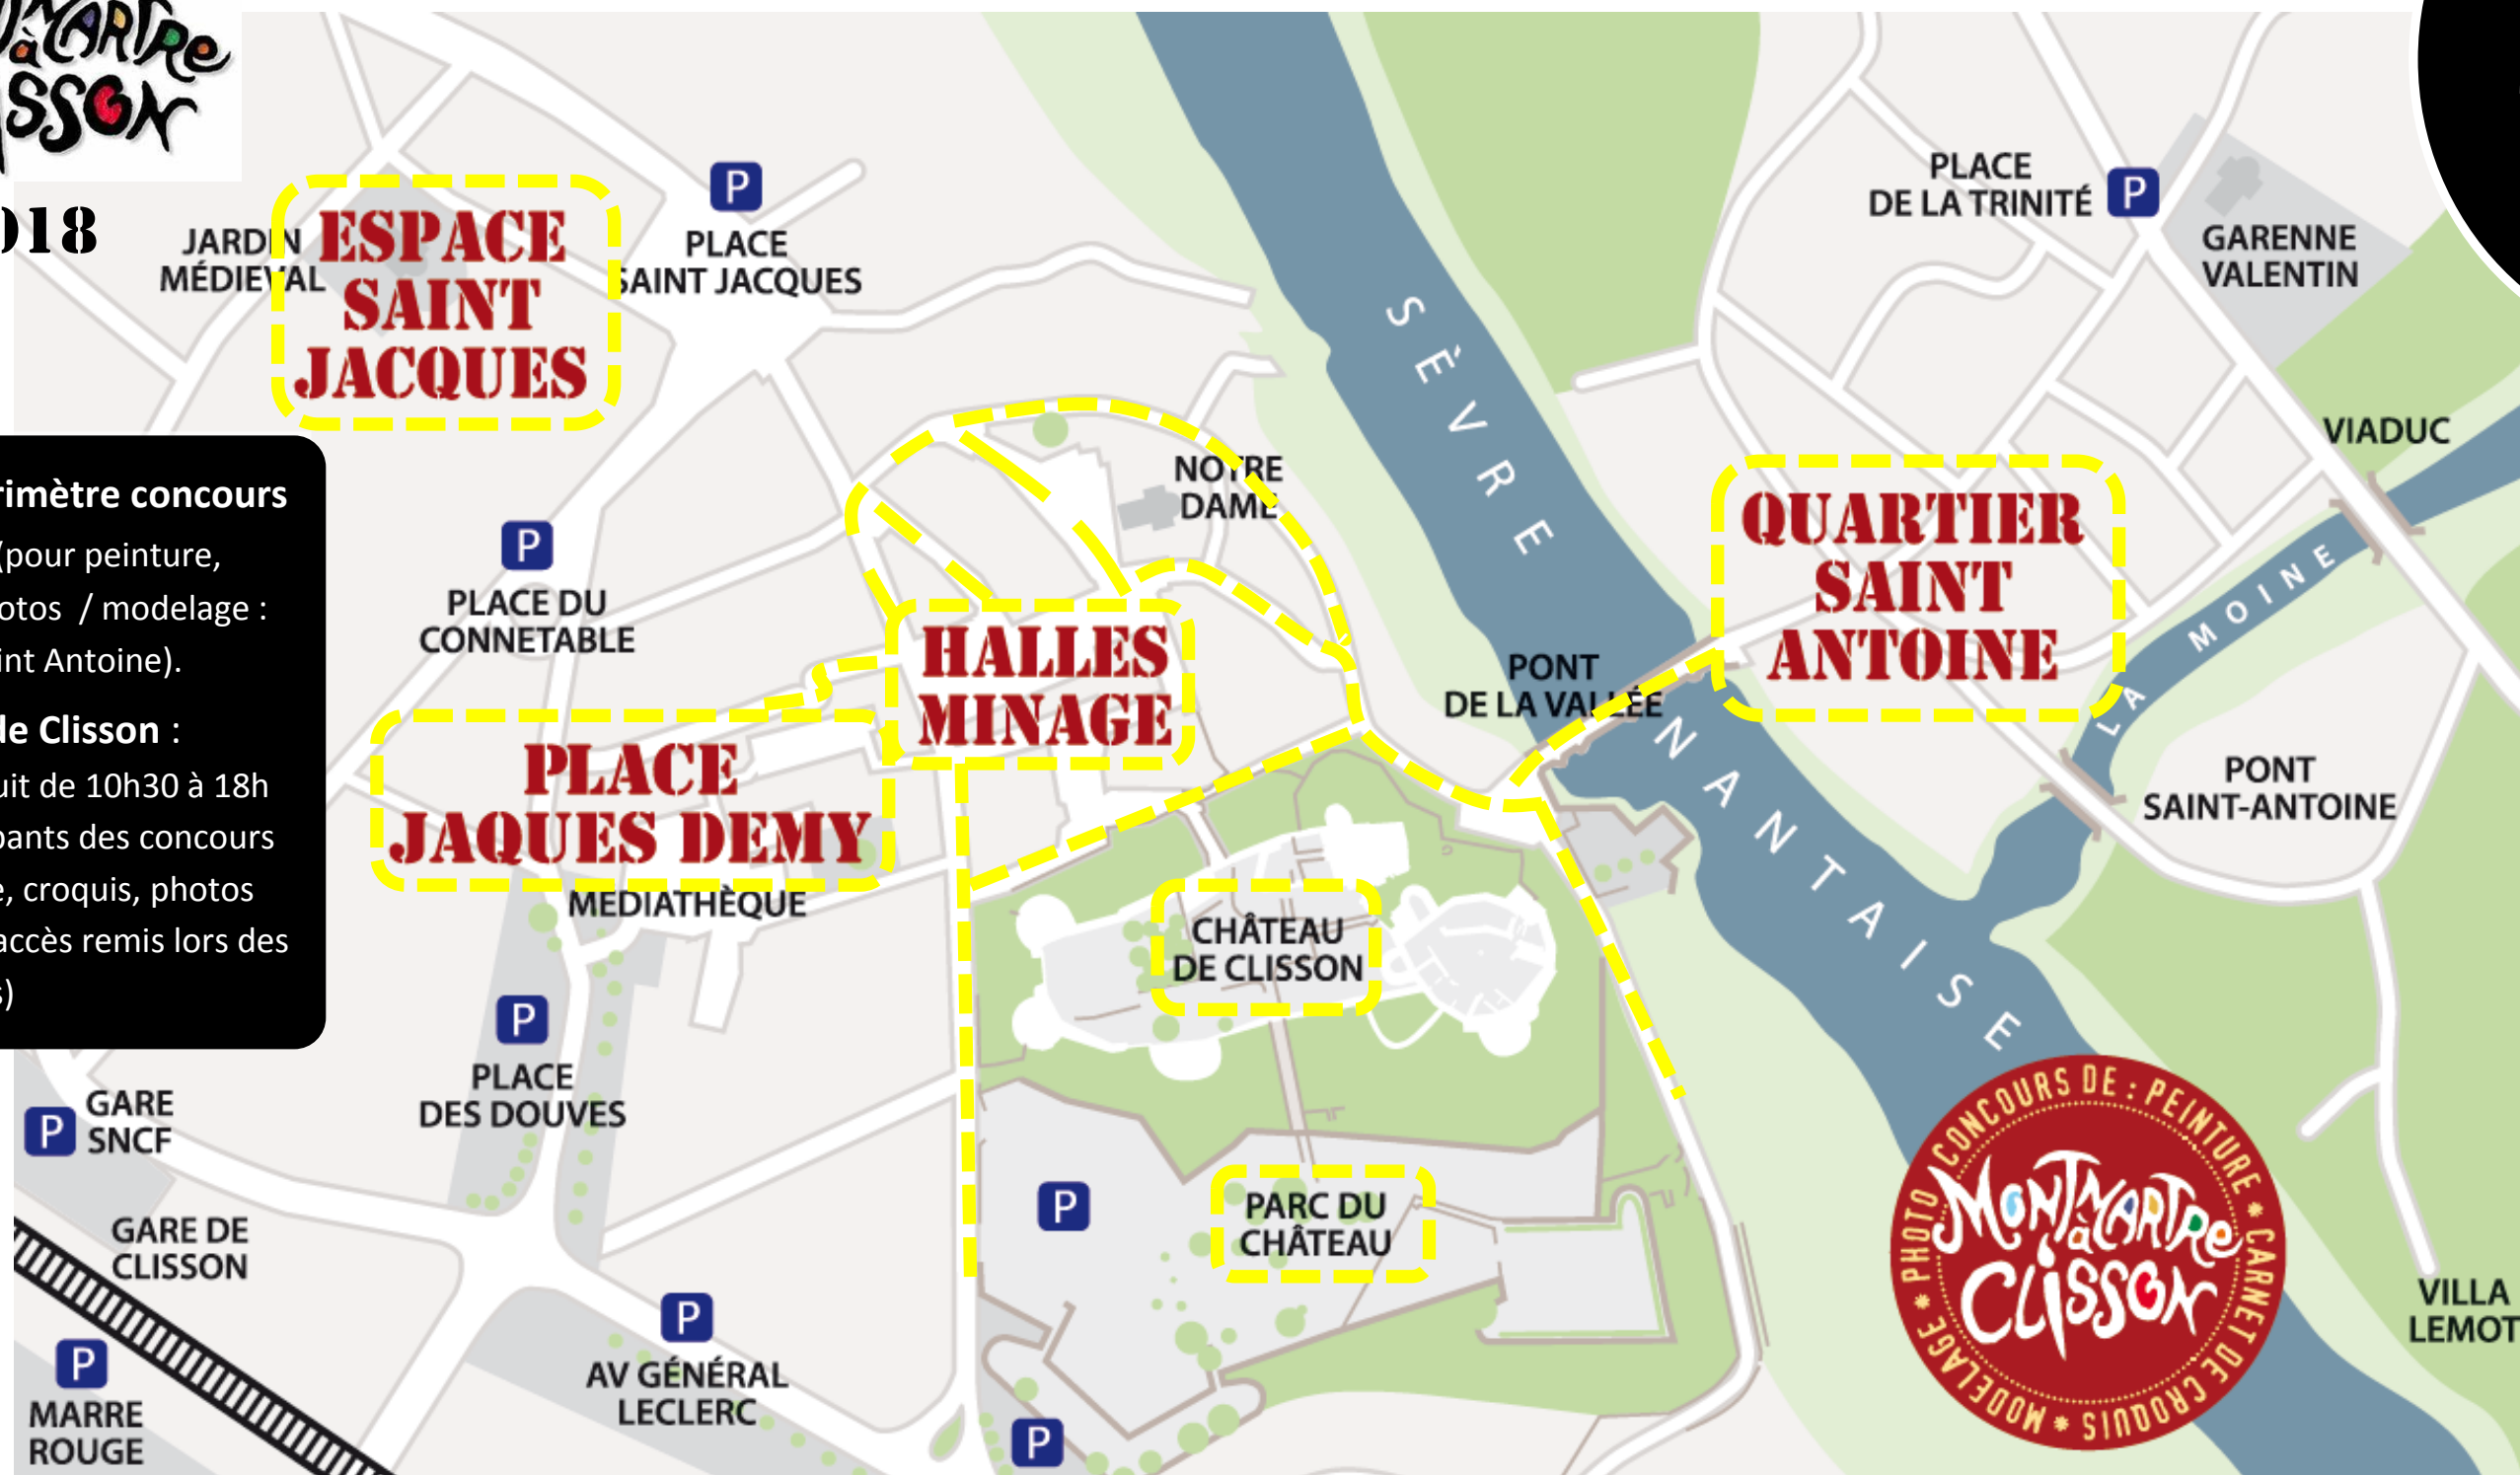 MONTMARTRE
à
CLISSON
2018
JARDIN
MÉDIEVAL
ESPACE
SAINT
JACQUES
P
PLACE
SAINT JACQUES
PLACE
DE LA TRINITÉ
P
GARENNE
VALENTIN
VIADUC
SÈVRE
NANTAISE
NOTRE
DAME
périmètre concours
(pour peinture,
photos / modelage :
Saint Antoine).
de Clisson :
de 10h30 à 18h
des concours
croquis, photos
accès remis lors des
P
PLACE DU
CONNETABLE
HALLES
MINAGE
QUARTIER
SAINT
ANTOINE
PONT
DE LA VALLÉE
LA MOINE
PLACE
JAQUES DEMY
MEDIATHÈQUE
PONT
SAINT-ANTOINE
CHÂTEAU
DE CLISSON
P
PLACE
DES DOUVES
P
GARE
SNCF
GARE DE
CLISSON
P
PARC DU
CHÂTEAU
P
AV GÉNÉRAL
LECLERC
P
MARRE
ROUGE
P
VILLA
LEMOT
CONCOURS DE : PEINTURE * CARNET DE CROQUIS * MODELAGE * PHOTO
MONTMARTRE
à
CLISSON